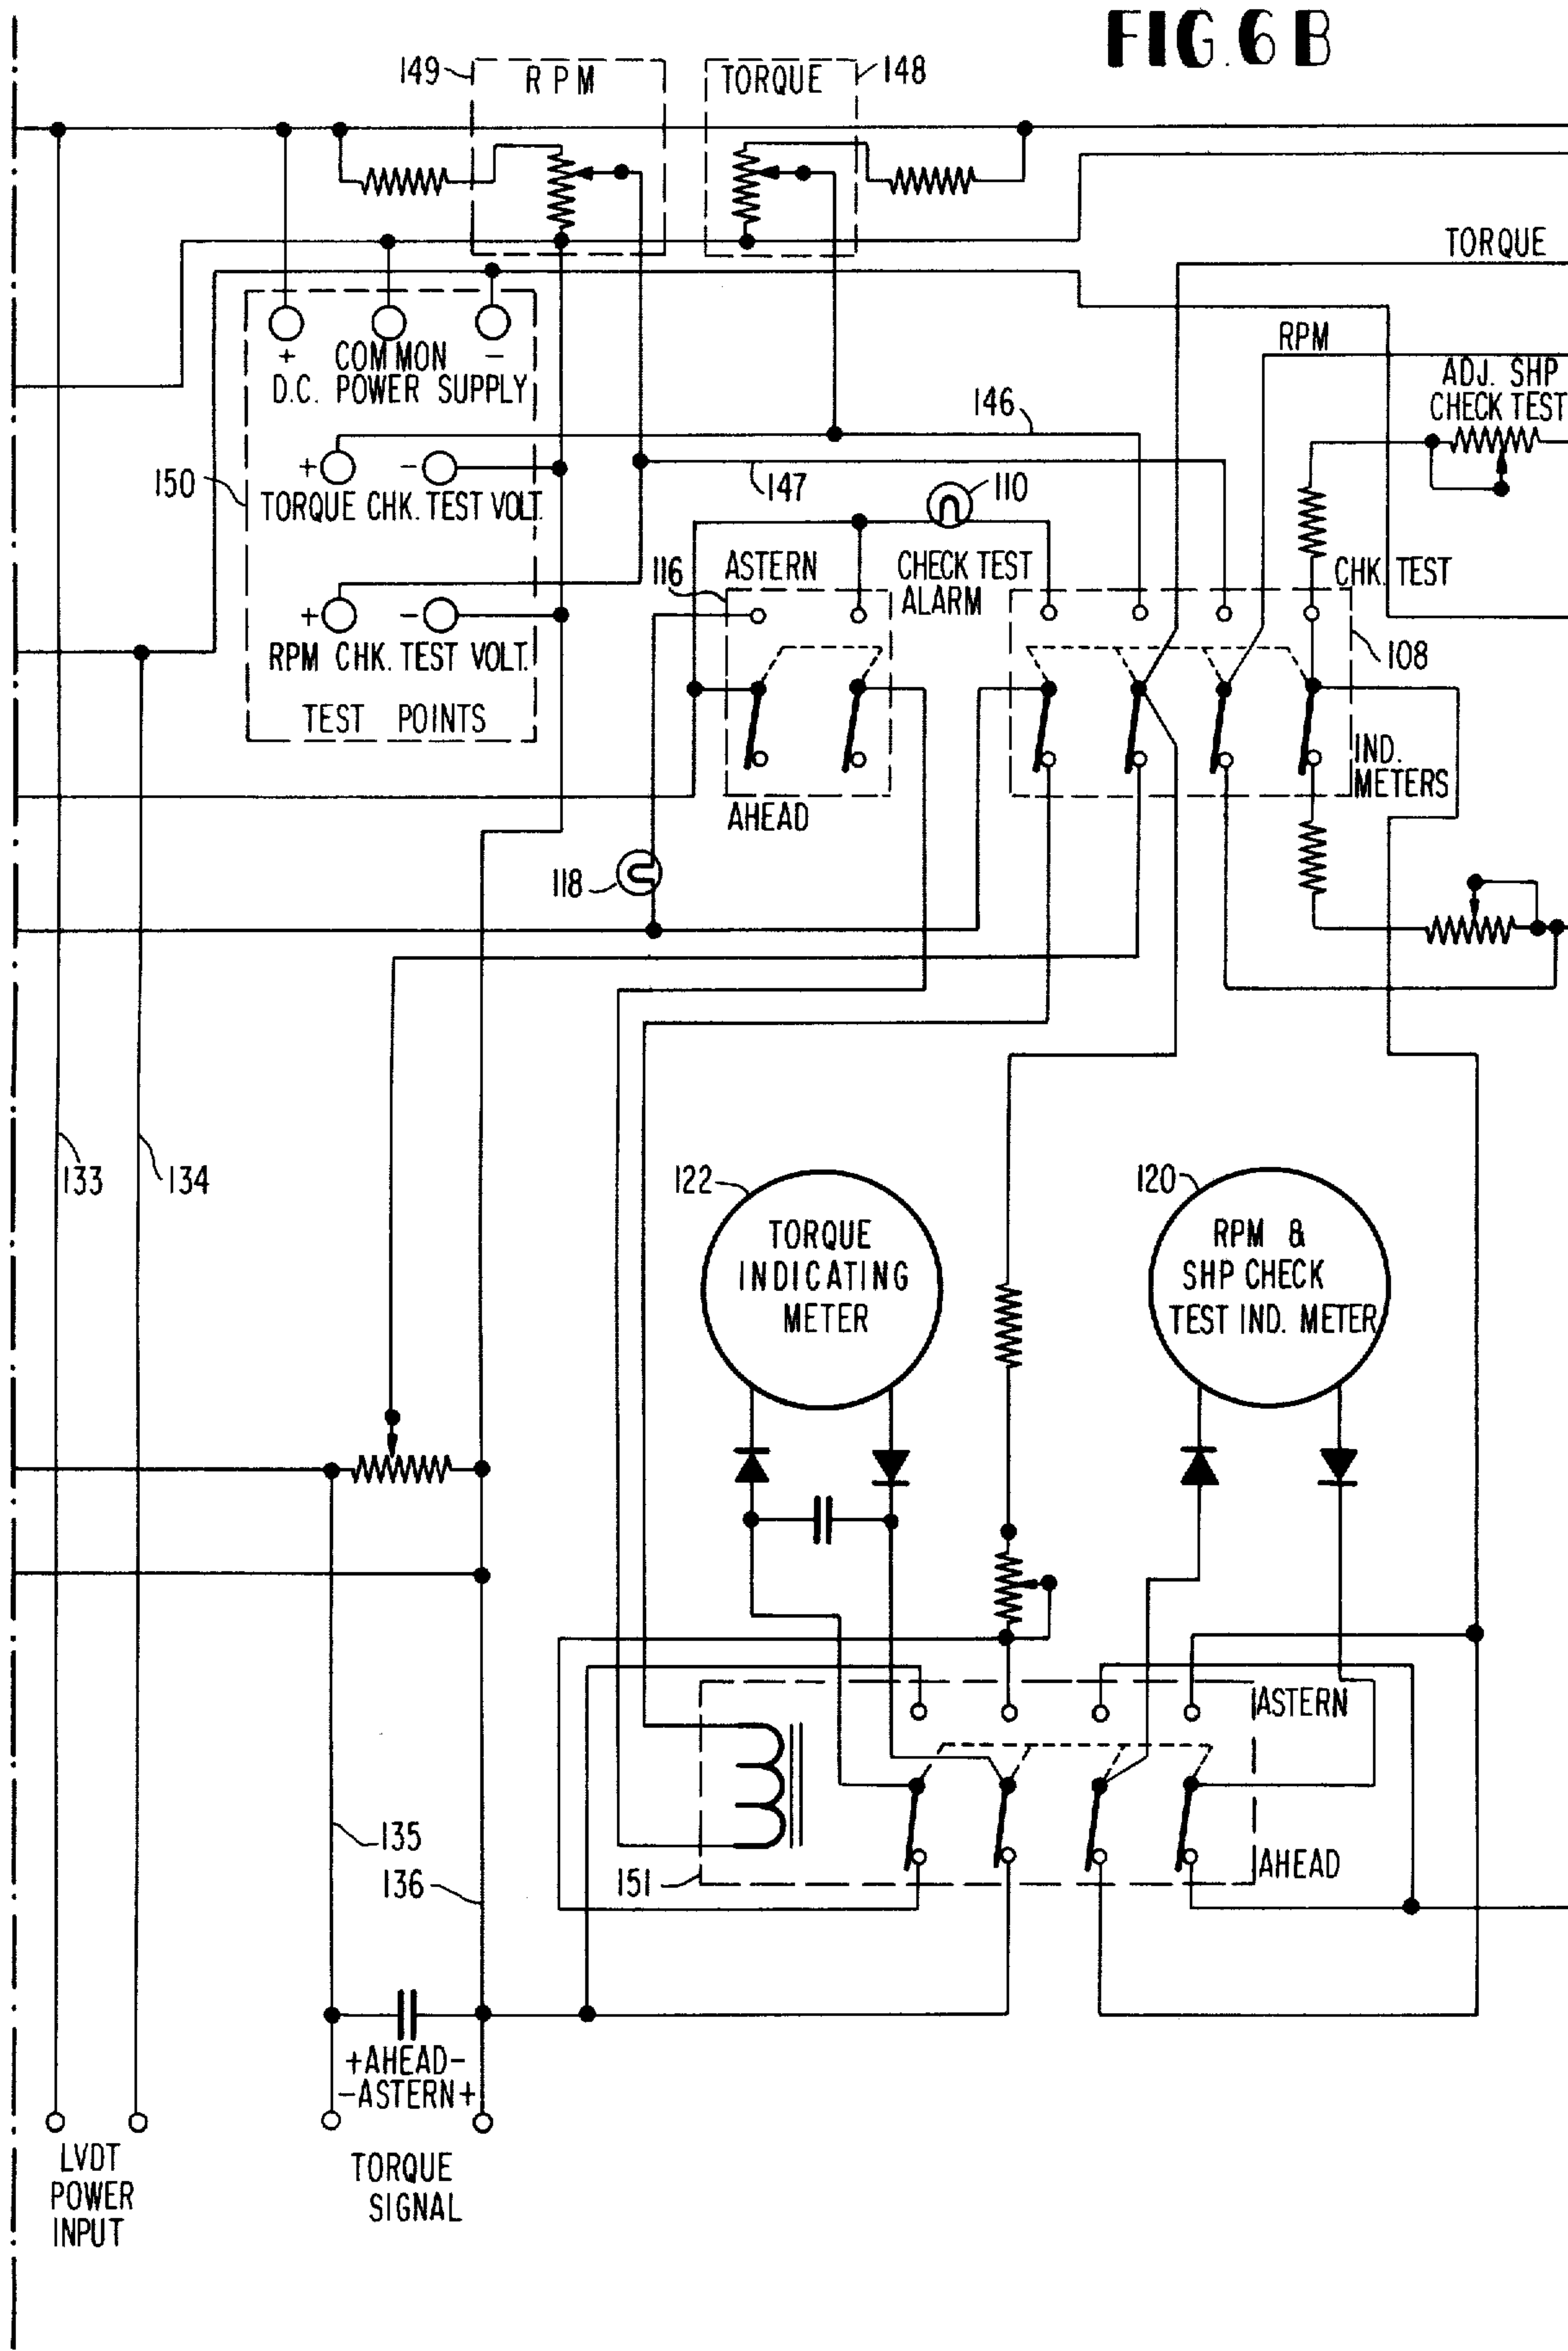 FIG. 6 B
149
RPM
TORQUE
148
TORQUE
RPM
+ COMMON -
D.C. POWER SUPPLY
ADJ. SHP
CHECK TEST
146
150
+ -
TORQUE CHK. TEST VOLT.
147
110
116
ASTERN
CHECK TEST
ALARM
CHK. TEST
+ -
RPM CHK. TEST VOLT.
108
TEST POINTS
IND.
METERS
AHEAD
118
133
134
122
120
TORQUE
INDICATING
METER
RPM &
SHP CHECK
TEST IND. METER
ASTERN
135
136
151
AHEAD
+AHEAD-
-ASTERN+
LVDT
POWER
INPUT
TORQUE
SIGNAL